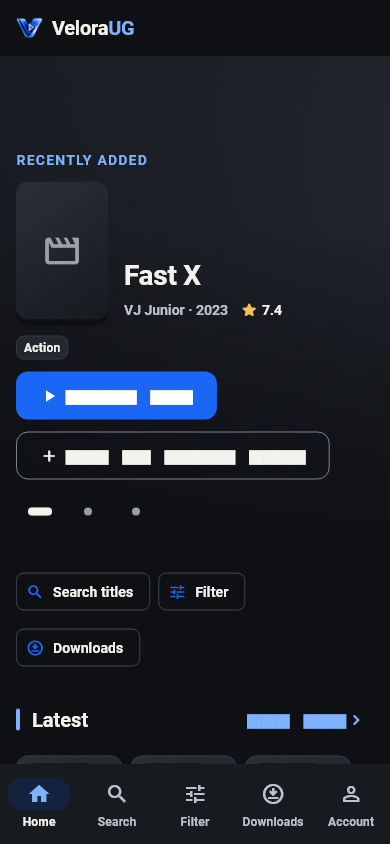 VeloraUG
RECENTLY ADDED
Fast X
VJ Junior · 2023 7.4
Action
Search titles
Filter
Downloads
Latest
Home
Search
Filter
Downloads
Account